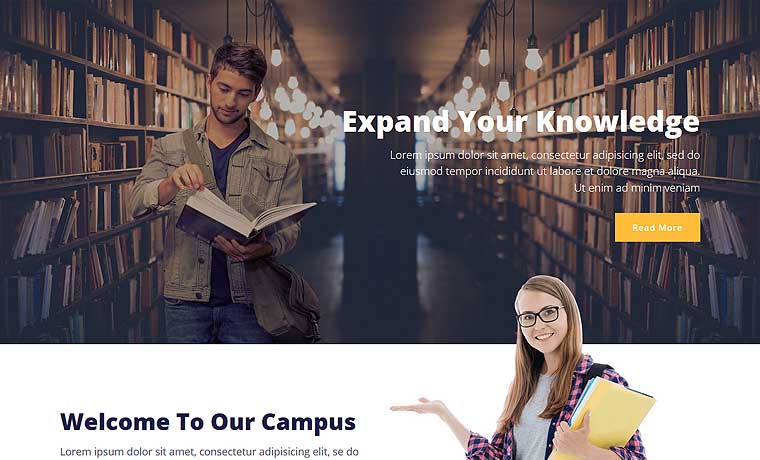 Expand Your Knowledge
Lorem ipsum dolor sit amet, consectetur adipisicing elit, sed do
eiusmod tempor incididunt ut labore et dolore magna aliqua.
Ut enim ad minim veniam
Read More
Welcome To Our Campus
Lorem ipsum dolor sit amet, consectetur adipisicing elit, se do